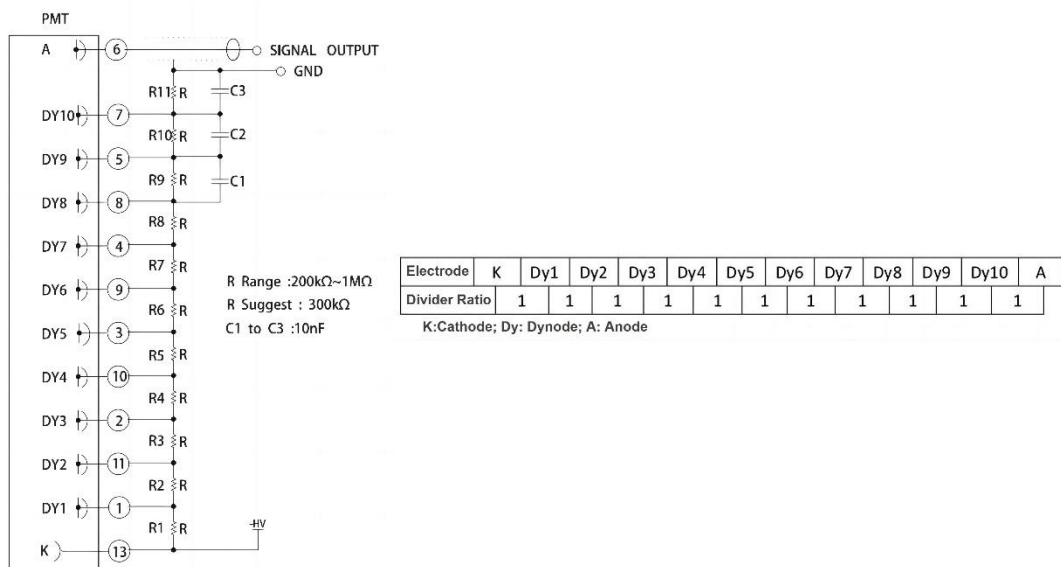 PMT
A 6 SIGNAL OUTPUT
GND
R11 R C3
DY10 7
R10 R C2
DY9 5
R9 R C1
DY8 8
R8 R
DY7 4
R7 R
DY6 9
R6 R
DY5 3
R5 R
DY4 10
R4 R
DY3 2
R3 R
DY2 11
R2 R
DY1 1
R1 R -HV
K 13
R Range :200kΩ~1MΩ
R Suggest : 300kΩ
C1 to C3 :10nF
Electrode K Dy1 Dy2 Dy3 Dy4 Dy5 Dy6 Dy7 Dy8 Dy9 Dy10 A
Divider Ratio 1 1 1 1 1 1 1 1 1 1 1
K:Cathode; Dy: Dynode; A: Anode